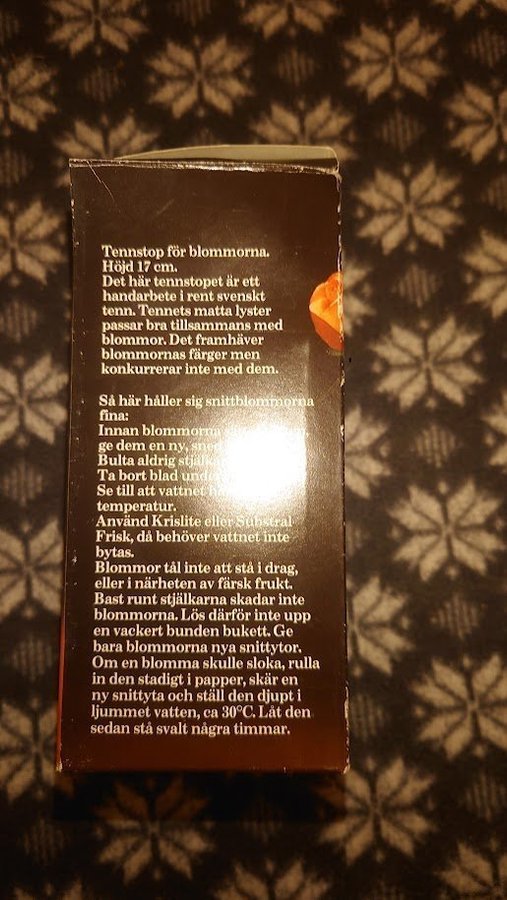 Tennstop för blommorna.
Höjd 17 cm.
Det här tennstopet är ett
handarbete i rent svenskt
tenn. Tennets matta lyster
passar bra tillsammans med
blommor. Det framhäver
blommornas färger men
konkurrerar inte med dem.
Så här håller sig snittblommorna
fina:
Innan blommorna
ge dem en ny,
Bulta aldrig
Ta bort blad
Se till att vattnet
temperatur.
Använd Krislite eller Substral
Frisk, då behöver vattnet inte
bytas.
Blommor tål inte att stå i drag,
eller i närheten av färsk frukt.
Bast runt stjälkarna skadar inte
blommorna. Lös därför inte upp
en vackert bunden bukett. Ge
bara blommorna nya snittytor.
Om en blomma skulle sloka, rulla
in den stadigt i papper, skär en
ny snittyta och ställ den djupt i
ljummet vatten, ca 30°C. Låt den
sedan stå svalt några timmar.